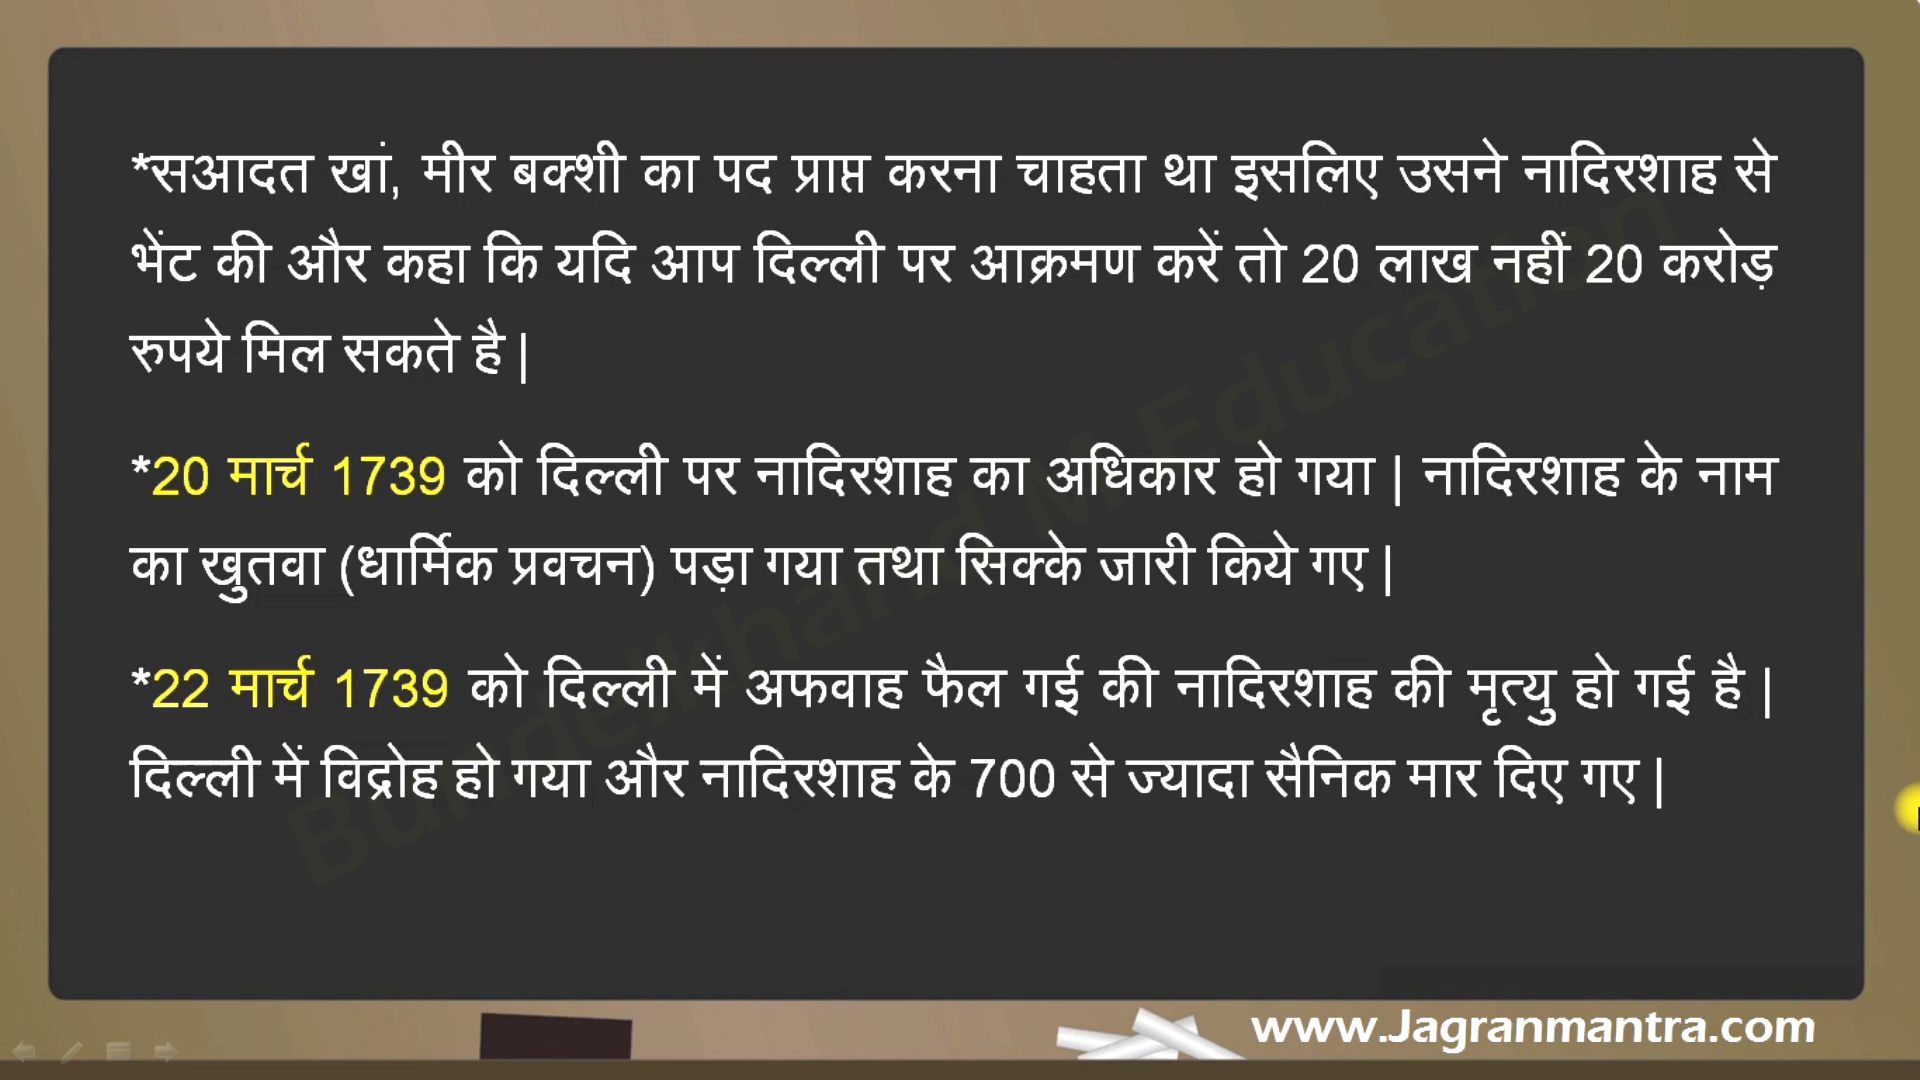 *सआदत खां, मीर बक्शी का पद प्राप्त करना चाहता था इसलिए उसने नादिरशाह से
भेंट की और कहा कि यदि आप दिल्ली पर आक्रमण करें तो 20 लाख नहीं 20 करोड़
रुपये मिल सकते है |
*20 मार्च 1739 को दिल्ली पर नादिरशाह का अधिकार हो गया | नादिरशाह के नाम
का खुतवा (धार्मिक प्रवचन) पड़ा गया तथा सिक्के जारी किये गए |
*22 मार्च 1739 को दिल्ली में अफवाह फैल गई की नादिरशाह की मृत्यु हो गई है |
दिल्ली में विद्रोह हो गया और नादिरशाह के 700 से ज्यादा सैनिक मार दिए गए |
Bundelkhand M Education
www.Jagranmantra.com